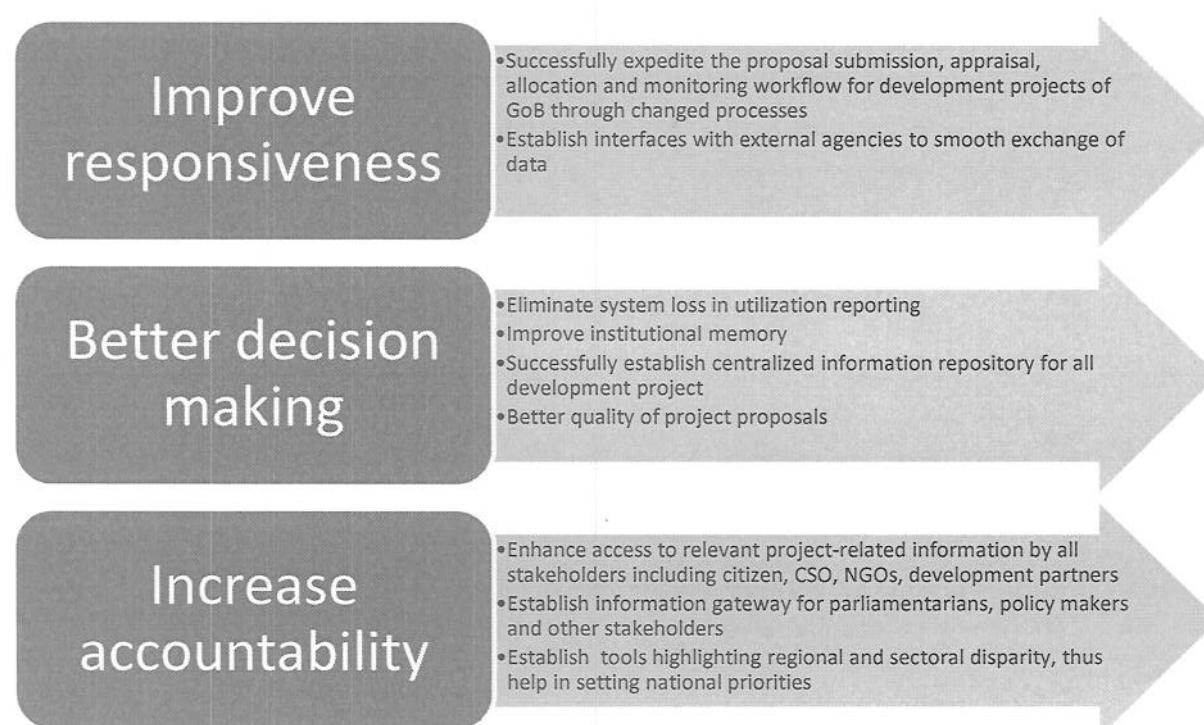 Improve
responsiveness
•Successfully expedite the proposal submission, appraisal,
allocation and monitoring workflow for development projects of
GoB through changed processes
•Establish interfaces with external agencies to smooth exchange of
data
Better decision
making
•Eliminate system loss in utilization reporting
•Improve institutional memory
•Successfully establish centralized information repository for all
development project
•Better quality of project proposals
Increase
accountability
•Enhance access to relevant project-related information by all
stakeholders including citizen, CSO, NGOs, development partners
•Establish information gateway for parliamentarians, policy makers
and other stakeholders
•Establish  tools highlighting regional and sectoral disparity, thus
help in setting national priorities